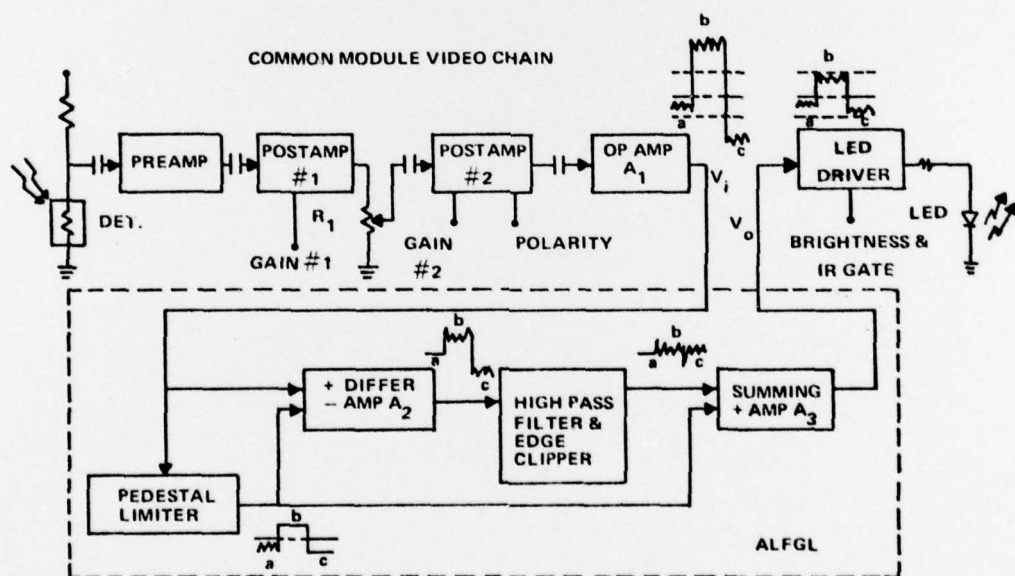 COMMON MODULE VIDEO CHAIN
b
a
c
b
a
c
PREAMP
POSTAMP
#1
POSTAMP
#2
OP AMP
A1
LED
DRIVER
DET.
R1
GAIN #1
GAIN
#2
POLARITY
Vi
Vo
LED
BRIGHTNESS &
IR GATE
b
a
c
b
a
c
+ DIFFER
− AMP A2
HIGH PASS
FILTER &
EDGE
CLIPPER
SUMMING
+ AMP A3
PEDESTAL
LIMITER
b
a
c
ALFGL